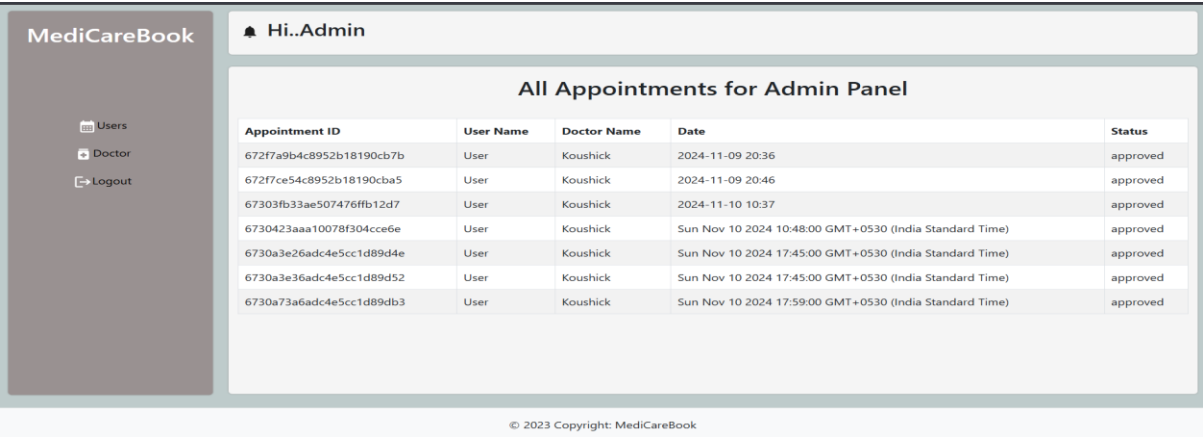 MediCareBook
Users
Doctor
Logout
Hi..Admin
All Appointments for Admin Panel
Appointment ID User Name Doctor Name Date Status
672f7a9b4c8952b18190cb7b User Koushick 2024-11-09 20:36 approved
672f7ce54c8952b18190cba5 User Koushick 2024-11-09 20:46 approved
67303fb33ae507476ffb12d7 User Koushick 2024-11-10 10:37 approved
6730423aaa10078f304cce6e User Koushick Sun Nov 10 2024 10:48:00 GMT+0530 (India Standard Time) approved
6730a3e26adc4e5cc1d89d4e User Koushick Sun Nov 10 2024 17:45:00 GMT+0530 (India Standard Time) approved
6730a3e36adc4e5cc1d89d52 User Koushick Sun Nov 10 2024 17:45:00 GMT+0530 (India Standard Time) approved
6730a73a6adc4e5cc1d89db3 User Koushick Sun Nov 10 2024 17:59:00 GMT+0530 (India Standard Time) approved
© 2023 Copyright: MediCareBook